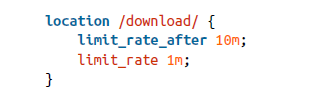 location /download/ {
    limit_rate_after 10m;
    limit_rate 1m;
}